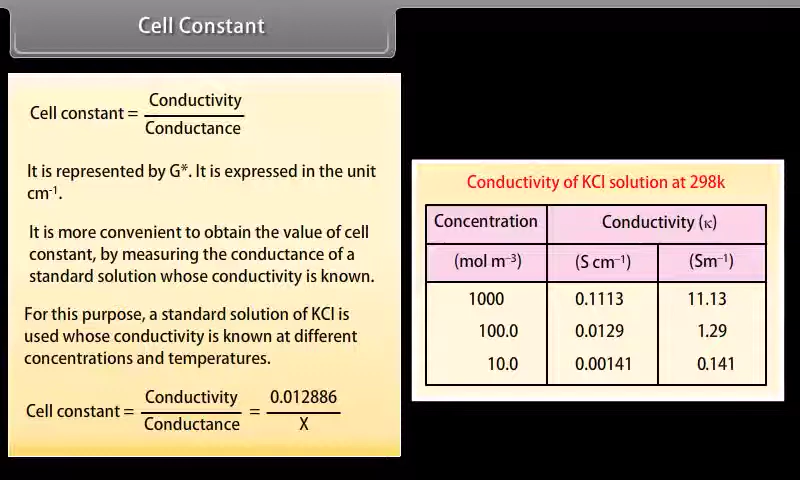 Cell Constant
Cell constant = Conductivity / Conductance
It is represented by G*. It is expressed in the unit
cm⁻¹.
It is more convenient to obtain the value of cell
constant, by measuring the conductance of a
standard solution whose conductivity is known.
For this purpose, a standard solution of KCl is
used whose conductivity is known at different
concentrations and temperatures.
Cell constant = Conductivity / Conductance = 0.012886 / X
Conductivity of KCl solution at 298k
Concentration Conductivity (κ)
(mol m⁻³) (S cm⁻¹) (Sm⁻¹)
1000 0.1113 11.13
100.0 0.0129 1.29
10.0 0.00141 0.141